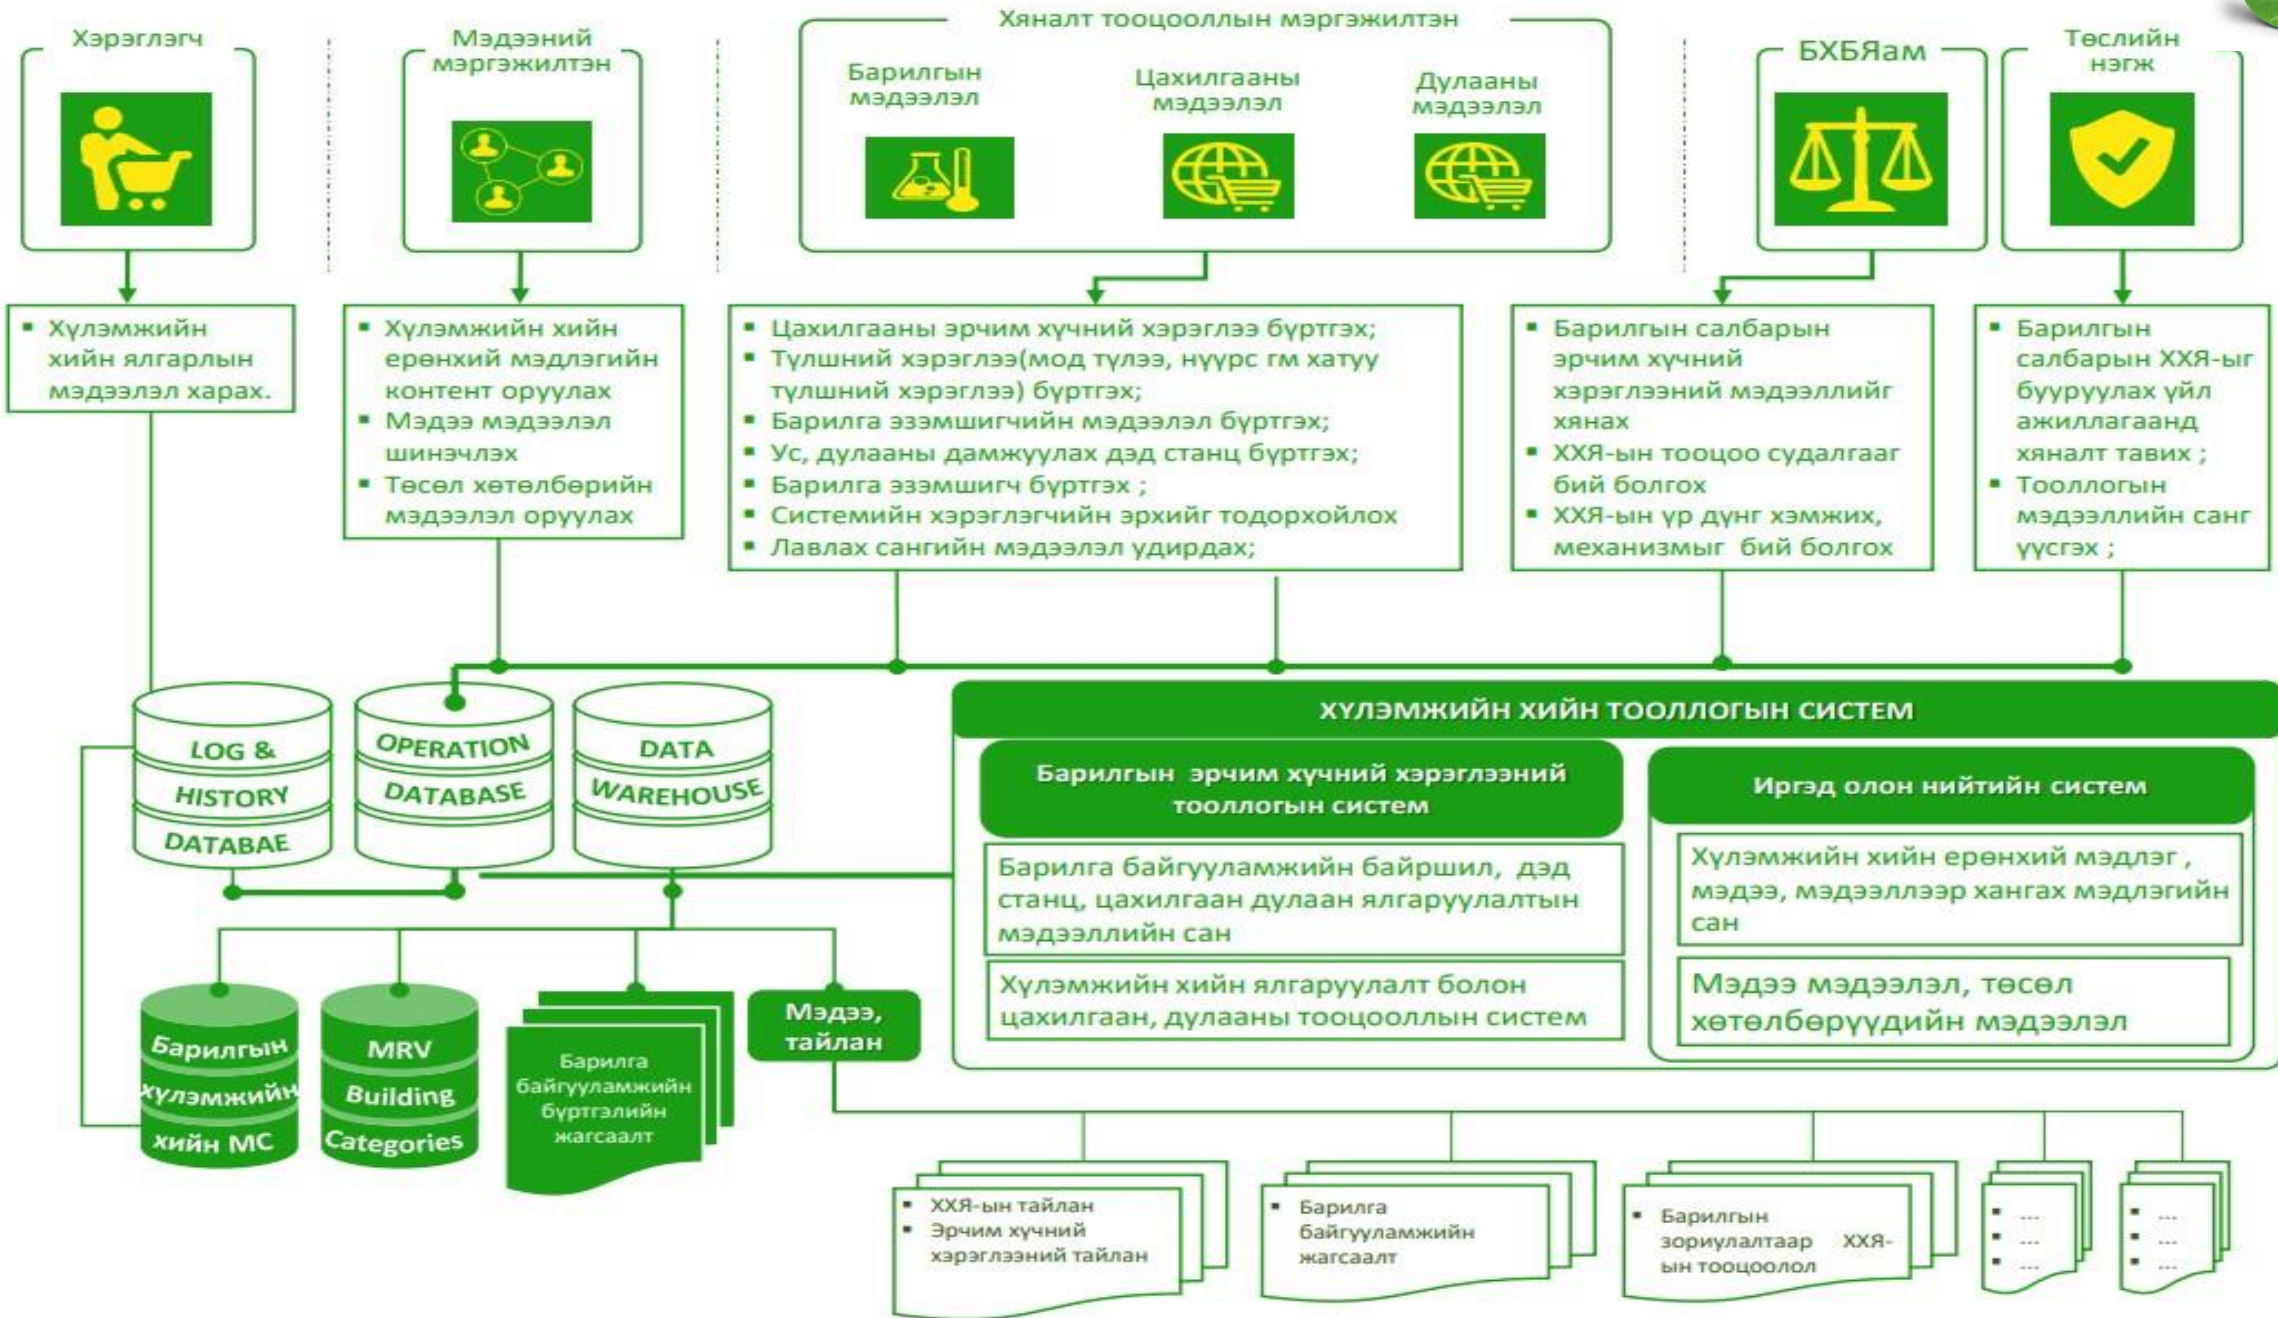 Хэрэглэгч
Мэдээний
мэргэжилтэн
Хяналт тооцооллын мэргэжилтэн
Барилгын
мэдээлэл
Цахилгааны
мэдээлэл
Дулааны
мэдээлэл
БХБЯам
Төслийн
нэгж
▪ Хүлэмжийн
хийн ялгарлын
мэдээлэл харах.
▪ Хүлэмжийн хийн
ерөнхий мэдлэгийн
контент оруулах
▪ Мэдээ мэдээлэл
шинэчлэх
▪ Төсөл хөтөлбөрийн
мэдээлэл оруулах
▪ Цахилгааны эрчим хүчний хэрэглээ бүртгэх;
▪ Түлшний хэрэглээ(мод түлээ, нүүрс гм хатуу
түлшний хэрэглээ) бүртгэх;
▪ Барилга эзэмшигчийн мэдээлэл бүртгэх;
▪ Ус, дулааны дамжуулах дэд станц бүртгэх;
▪ Барилга эзэмшигч бүртгэх ;
▪ Системийн хэрэглэгчийн эрхийг тодорхойлох
▪ Лавлах сангийн мэдээлэл удирдах;
▪ Барилгын салбарын
эрчим хүчний
хэрэглээний мэдээллийг
хянах
▪ ХХЯ-ын тооцоо судалгааг
бий болгох
▪ ХХЯ-ын үр дүнг хэмжих,
механизмыг бий болгох
▪ Барилгын
салбарын ХХЯ-ыг
бууруулах үйл
ажиллагаанд
хяналт тавих ;
▪ Тооллогын
мэдээллийн санг
үүсгэх ;
LOG &
HISTORY
DATABAE
OPERATION
DATABASE
DATA
WAREHOUSE
ХҮЛЭМЖИЙН ХИЙН ТООЛЛОГЫН СИСТЕМ
Барилгын эрчим хүчний хэрэглээний
тооллогын систем
Барилга байгууламжийн байршил, дэд
станц, цахилгаан дулаан ялгаруулалтын
мэдээллийн сан
Хүлэмжийн хийн ялгаруулалт болон
цахилгаан, дулааны тооцооллын систем
Иргэд олон нийтийн систем
Хүлэмжийн хийн ерөнхий мэдлэг ,
мэдээ, мэдээллээр хангах мэдлэгийн
сан
Мэдээ мэдээлэл, төсөл
хөтөлбөрүүдийн мэдээлэл
Барилгын
хүлэмжийн
хийн МС
MRV
Building
Categories
Барилга
байгууламжийн
бүртгэлийн
жагсаалт
Мэдээ,
тайлан
▪ ХХЯ-ын тайлан
▪ Эрчим хүчний
хэрэглээний тайлан
▪ Барилга
байгууламжийн
жагсаалт
▪ Барилгын
зориулалтаар ХХЯ-
ын тооцоолол
▪ ...
▪ ...
▪ ...
▪ ...
▪ ...
▪ ...